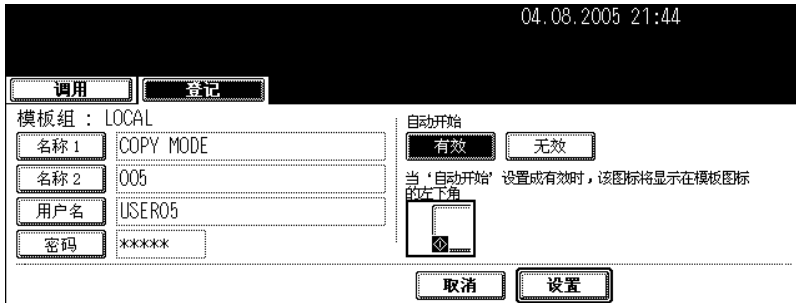 04.08.2005 21:44
调用 登记
模板组 : LOCAL
名称 1 COPY MODE
名称 2 005
用户名 USER05
密码 *****
自动开始
有效 无效
当‘自动开始’设置成有效时，该图标将显示在模板图标
的左下角
取消 设置